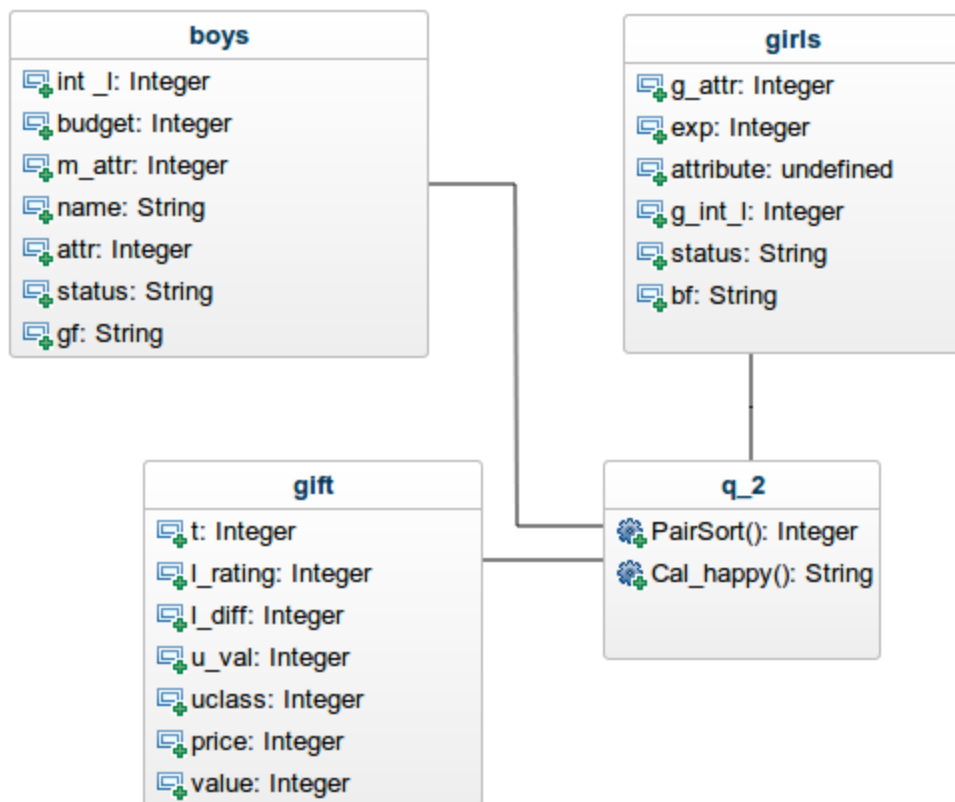 boys
int _l: Integer
budget: Integer
m_attr: Integer
name: String
attr: Integer
status: String
gf: String
girls
g_attr: Integer
exp: Integer
attribute: undefined
g_int_l: Integer
status: String
bf: String
gift
t: Integer
l_rating: Integer
l_diff: Integer
u_val: Integer
uclass: Integer
price: Integer
value: Integer
q_2
PairSort(): Integer
Cal_happy(): String